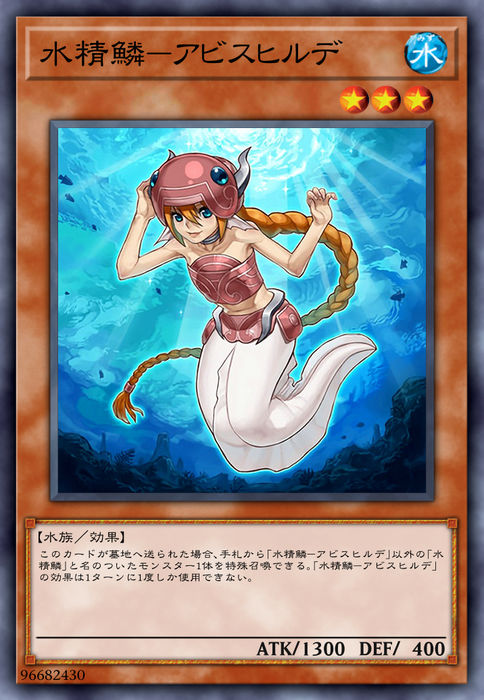 水精鱗－アビスヒルデ
みず
水
【水族／効果】
このカードが墓地へ送られた場合、手札から「水精鱗－アビスヒルデ」以外の「水
精鱗」と名のついたモンスター1体を特殊召喚できる。「水精鱗－アビスヒルデ」
の効果は1ターンに1度しか使用できない。
ATK/1300 DEF/ 400
96682430